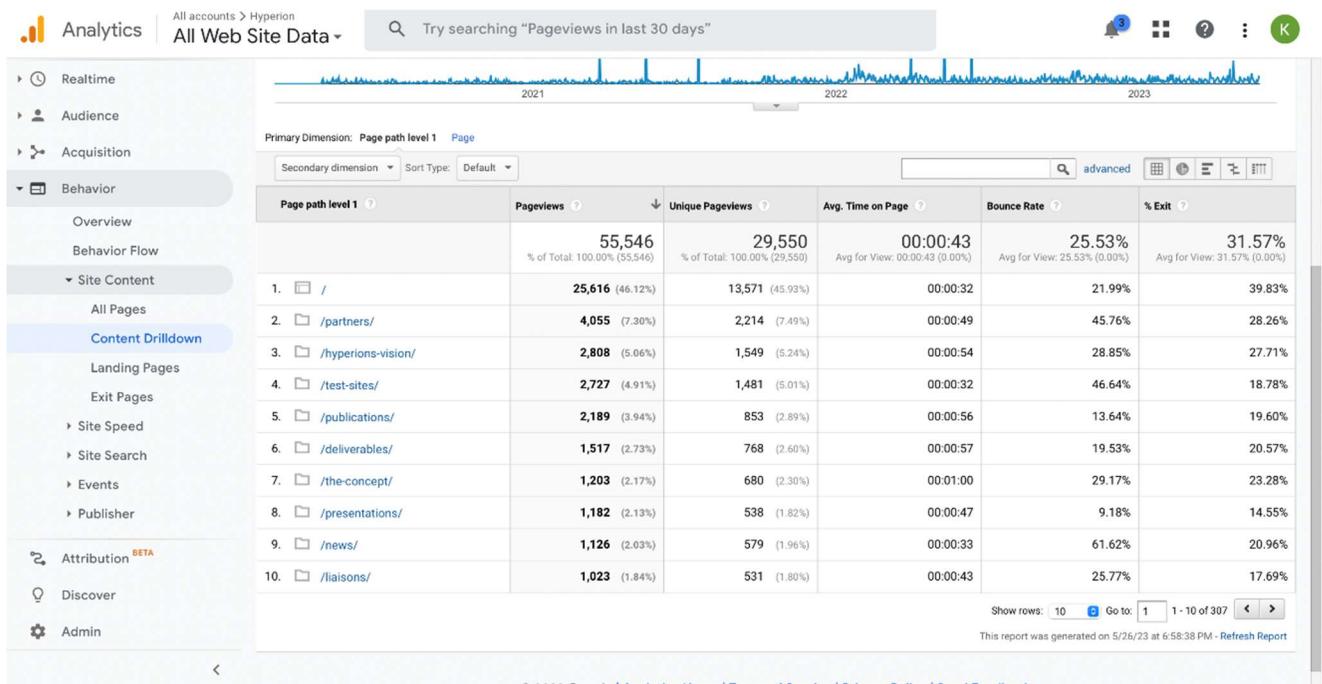 Analytics
All accounts > Hyperion
All Web Site Data
Try searching “Pageviews in last 30 days”
3
K
Realtime
Audience
Acquisition
Behavior
Overview
Behavior Flow
Site Content
All Pages
Content Drilldown
Landing Pages
Exit Pages
Site Speed
Site Search
Events
Publisher
Attribution BETA
Discover
Admin
2021 2022 2023
Primary Dimension: Page path level 1 Page
Secondary dimension Sort Type: Default advanced
Page path level 1 ? Pageviews ? Unique Pageviews ? Avg. Time on Page ? Bounce Rate ? % Exit ?
55,546 29,550 00:00:43 25.53% 31.57%
% of Total: 100.00% (55,546) % of Total: 100.00% (29,550) Avg for View: 00:00:43 (0.00%) Avg for View: 25.53% (0.00%) Avg for View: 31.57% (0.00%)
1. / 25,616 (46.12%) 13,571 (45.93%) 00:00:32 21.99% 39.83%
2. /partners/ 4,055 (7.30%) 2,214 (7.49%) 00:00:49 45.76% 28.26%
3. /hyperions-vision/ 2,808 (5.06%) 1,549 (5.24%) 00:00:54 28.85% 27.71%
4. /test-sites/ 2,727 (4.91%) 1,481 (5.01%) 00:00:32 46.64% 18.78%
5. /publications/ 2,189 (3.94%) 853 (2.89%) 00:00:56 13.64% 19.60%
6. /deliverables/ 1,517 (2.73%) 768 (2.60%) 00:00:57 19.53% 20.57%
7. /the-concept/ 1,203 (2.17%) 680 (2.30%) 00:01:00 29.17% 23.28%
8. /presentations/ 1,182 (2.13%) 538 (1.82%) 00:00:47 9.18% 14.55%
9. /news/ 1,126 (2.03%) 579 (1.96%) 00:00:33 61.62% 20.96%
10. /liaisons/ 1,023 (1.84%) 531 (1.80%) 00:00:43 25.77% 17.69%
Show rows: 10 Go to: 1 1 - 10 of 307
This report was generated on 5/26/23 at 6:58:38 PM - Refresh Report